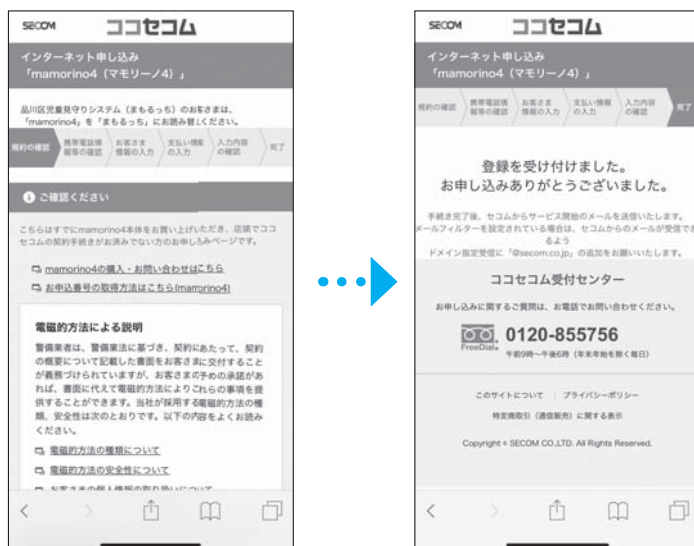 SECOM ココセコム
インターネット申し込み
「mamorino4（マモリーノ4）」
品川区児童見守りシステム（まもるっち）のお客さまは、
「mamorino4」を「まもるっち」にお読み替えください。
規約の確認
携帯電話情報等の確認
お客さま情報の入力
支払い情報の入力
入力内容の確認
完了
ご確認ください
こちらはすでにmamorino4本体をお買い上げいただき、店頭でココ
セコムの契約手続きがお済みでない方のお申し込みページです。
mamorino4の購入・お問い合わせはこちら
お申込番号の取得方法はこちら(mamorino4)
電磁的方法による説明
警備業者は、警備業法に基づき、契約にあたって、契約
の概要について記載した書面をお客さまに交付すること
が義務づけられていますが、お客さまの予めの承諾があ
れば、書面に代えて電磁的方法によりこれらの事項を提
供することができます。当社が採用する電磁的方法の種
類、安全性は次のとおりです。以下の内容をよくお読み
ください。
電磁的方法の種類について
電磁的方法の安全性について
お客さまの個人情報の取り扱いについて
SECOM ココセコム
インターネット申し込み
「mamorino4（マモリーノ4）」
規約の確認
携帯電話情報等の確認
お客さま情報の入力
支払い情報の入力
入力内容の確認
完了
登録を受け付けました。
お申し込みありがとうございました。
手続き完了後、セコムからサービス開始のメールを送信いたします。
メールフィルターを設定されている場合は、セコムからのメールが受信でき
るよう
ドメイン指定受信に「@secom.co.jp」の追加をお願いいたします。
ココセコム受付センター
お申し込みに関するご質問は、お電話でお問い合わせください。
FreeDial. 0120-855756
午前9時〜午後6時（年末年始を除く毎日）
このサイトについて | プライバシーポリシー
特定商取引（通信販売）に関する表示
Copyright © SECOM CO.,LTD. All Rights Reserved.